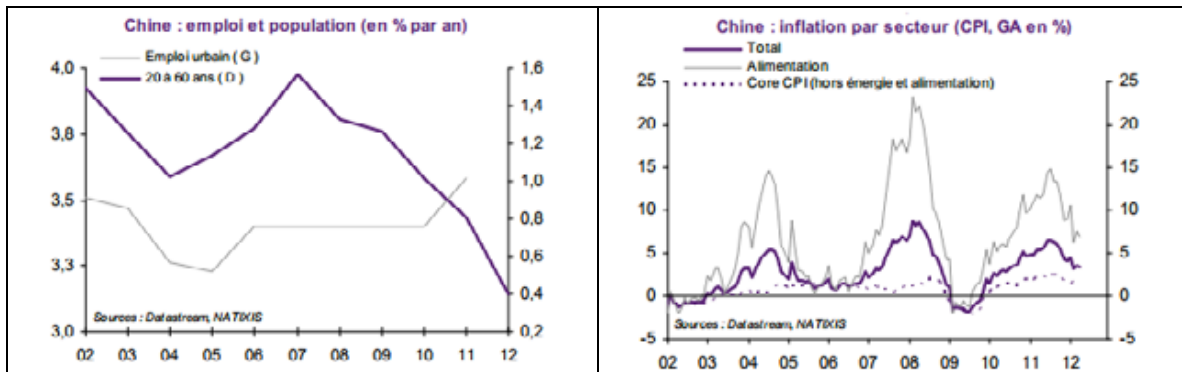 Chine : emploi et population (en % par an)
Emploi urbain ( G )
20 à 60 ans ( D )
4,0
3,8
3,5
3,3
3,0
1,6
1,4
1,2
1,0
0,8
0,6
0,4
0,2
Sources : Datastream, NATIXIS
02 03 04 05 06 07 08 09 10 11 12
Chine : inflation par secteur (CPI, GA en %)
Total
Alimentation
Core CPI (hors énergie et alimentation)
25
20
15
10
5
0
-5
25
20
15
10
5
0
-5
Sources : Datastream, NATIXIS
02 03 04 05 06 07 08 09 10 11 12